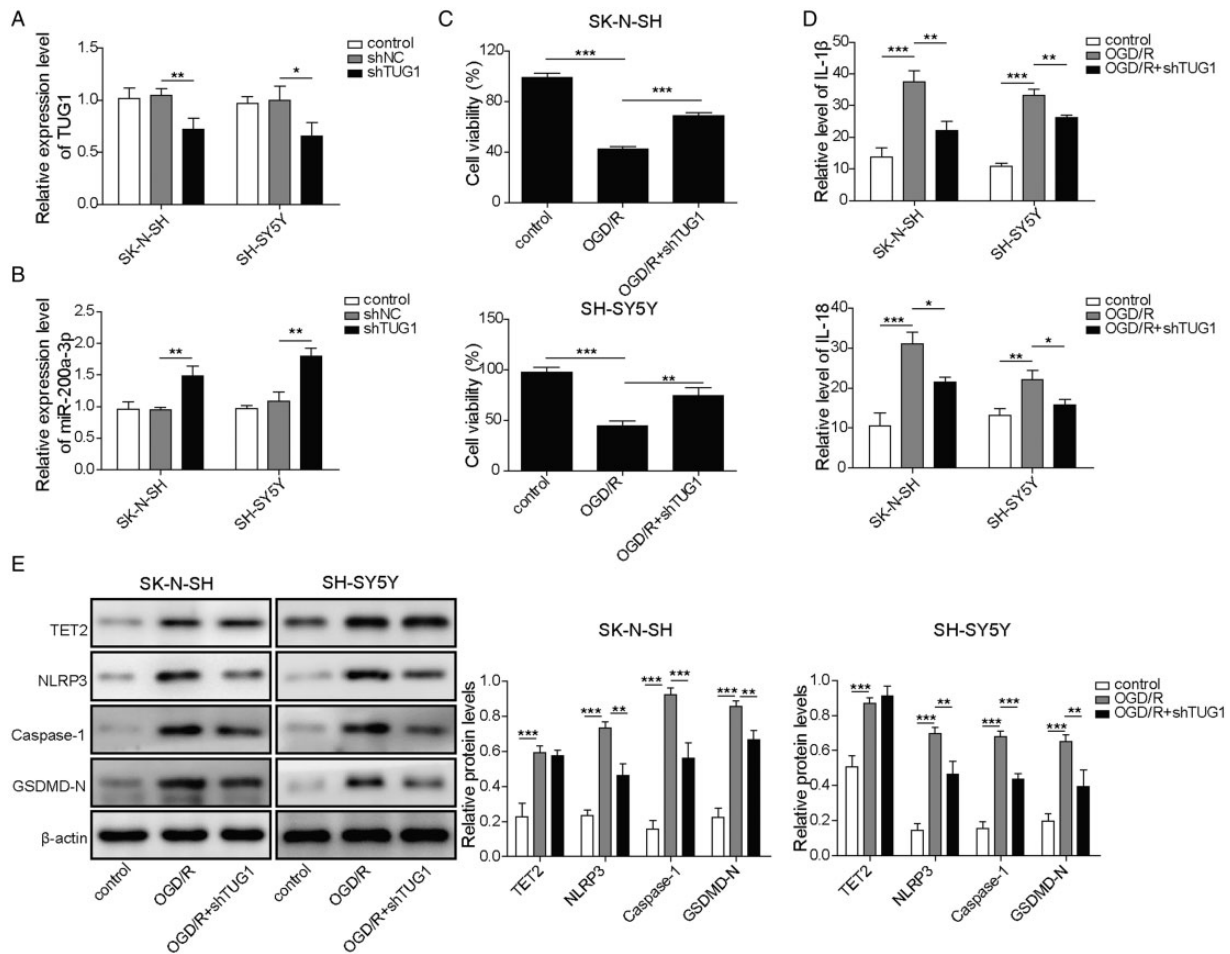 A
Relative expression level
of TUG1
1.5
1.0
0.5
0.0
** *
control
shNC
shTUG1
SK-N-SH
SH-SY5Y
B
Relative expression level
of miR-200a-3p
2.5
2.0
1.5
1.0
0.5
0.0
** **
control
shNC
shTUG1
SK-N-SH
SH-SY5Y
C
SK-N-SH
Cell viability (%)
120
80
40
0
***
***
control
OGD/R
OGD/R+shTUG1
SH-SY5Y
Cell viability (%)
150
100
50
0
***
**
control
OGD/R
OGD/R+shTUG1
D
Relative level of IL-1β
40
30
20
10
0
*** ** *** **
control
OGD/R
OGD/R+shTUG1
SK-N-SH
SH-SY5Y
Relative level of IL-18
40
30
20
10
0
*** * ** *
control
OGD/R
OGD/R+shTUG1
SK-N-SH
SH-SY5Y
E
SK-N-SH SH-SY5Y
TET2
NLRP3
Caspase-1
GSDMD-N
β-actin
control
OGD/R
OGD/R+shTUG1
control
OGD/R
OGD/R+shTUG1
SK-N-SH
Relative protein levels
1.0
0.8
0.6
0.4
0.2
0.0
*** *** ** *** *** *** **
TET2
NLRP3
Caspase-1
GSDMD-N
SH-SY5Y
Relative protein levels
1.0
0.8
0.6
0.4
0.2
0.0
*** *** ** *** *** *** **
control
OGD/R
OGD/R+shTUG1
TET2
NLRP3
Caspase-1
GSDMD-N